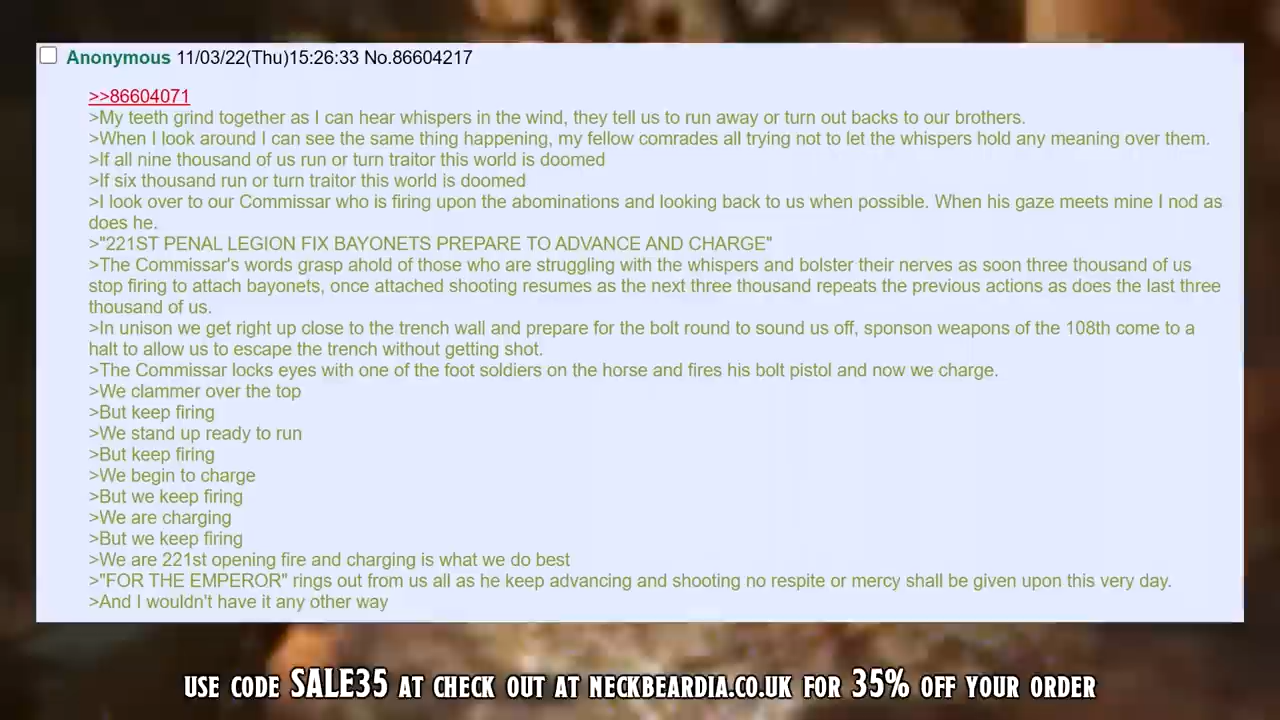 Anonymous 11/03/22(Thu)15:26:33 No.86604217
>>86604071
>My teeth grind together as I can hear whispers in the wind, they tell us to run away or turn out backs to our brothers.
>When I look around I can see the same thing happening, my fellow comrades all trying not to let the whispers hold any meaning over them.
>If all nine thousand of us run or turn traitor this world is doomed
>If six thousand run or turn traitor this world is doomed
>I look over to our Commissar who is firing upon the abominations and looking back to us when possible. When his gaze meets mine I nod as
does he.
>"221ST PENAL LEGION FIX BAYONETS PREPARE TO ADVANCE AND CHARGE"
>The Commissar's words grasp ahold of those who are struggling with the whispers and bolster their nerves as soon three thousand of us
stop firing to attach bayonets, once attached shooting resumes as the next three thousand repeats the previous actions as does the last three
thousand of us.
>In unison we get right up close to the trench wall and prepare for the bolt round to sound us off, sponson weapons of the 108th come to a
halt to allow us to escape the trench without getting shot.
>The Commissar locks eyes with one of the foot soldiers on the horse and fires his bolt pistol and now we charge.
>We clammer over the top
>But keep firing
>We stand up ready to run
>But keep firing
>We begin to charge
>But we keep firing
>We are charging
>But we keep firing
>We are 221st opening fire and charging is what we do best
>"FOR THE EMPEROR" rings out from us all as he keep advancing and shooting no respite or mercy shall be given upon this very day.
>And I wouldn't have it any other way
USE CODE SALE35 AT CHECK OUT AT NECKBEARDIA.CO.UK FOR 35% OFF YOUR ORDER